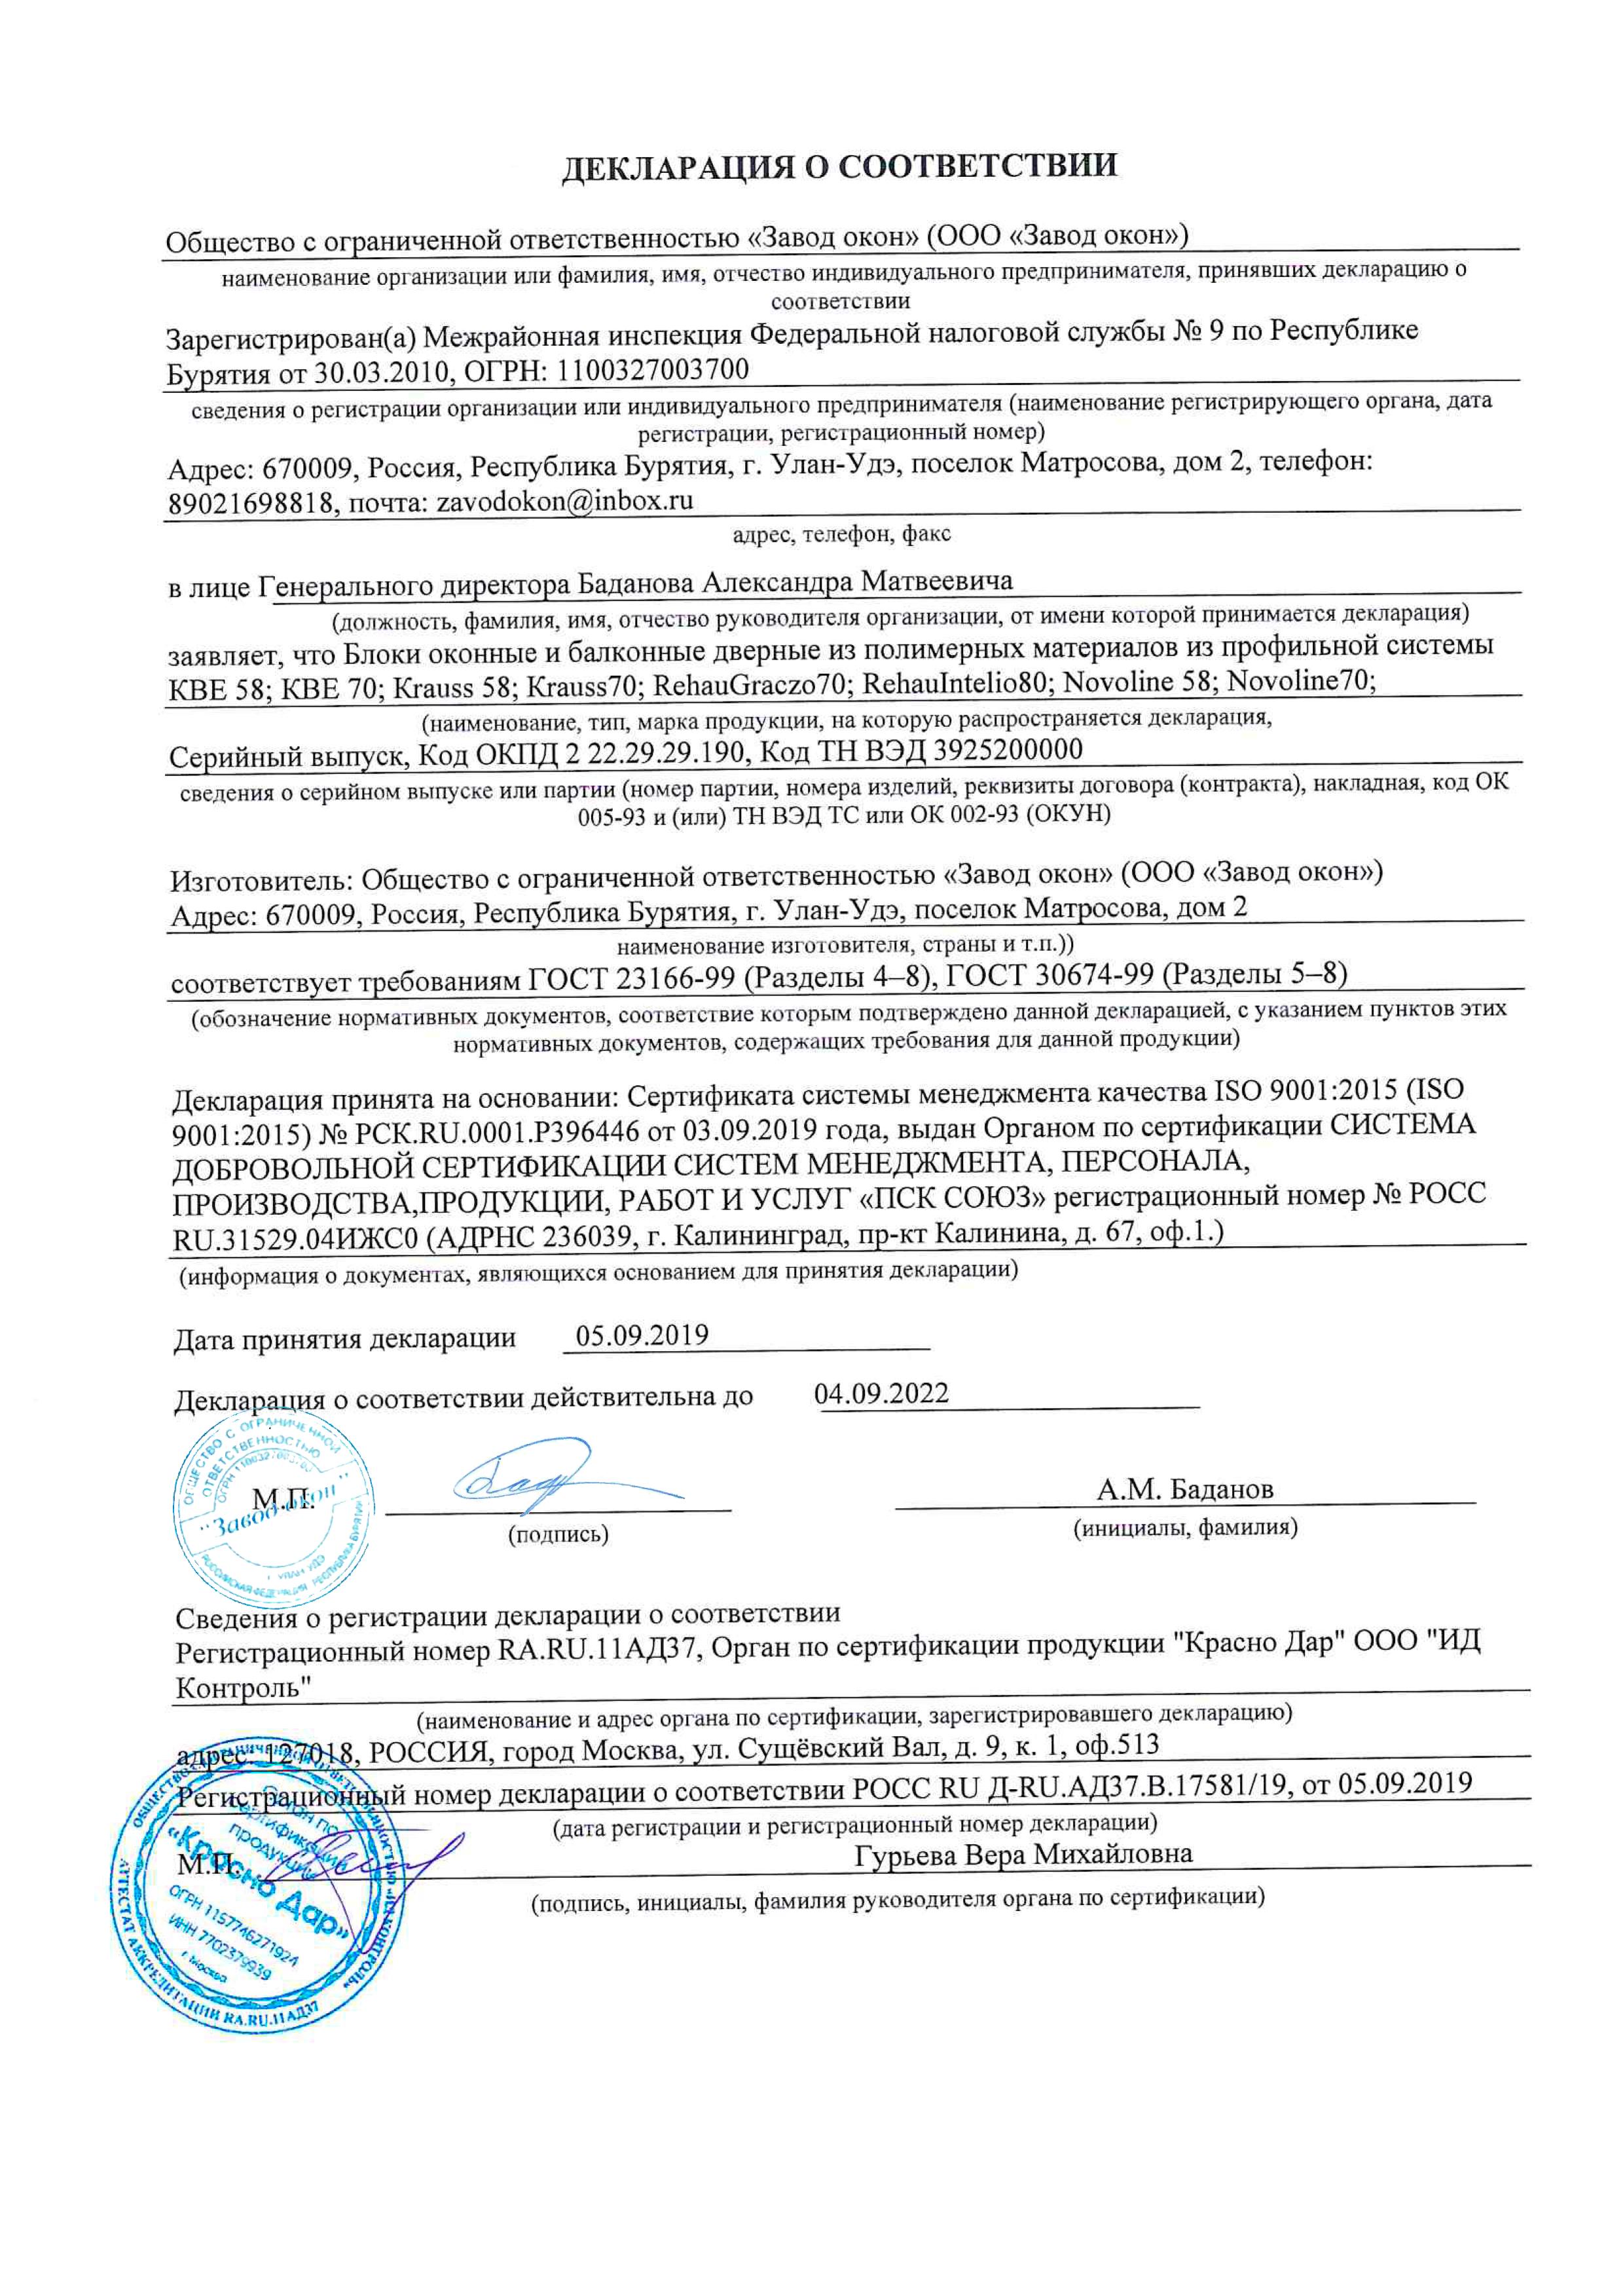 ДЕКЛАРАЦИЯ О СООТВЕТСТВИИ
Общество с ограниченной ответственностью «Завод окон» (ООО «Завод окон»)
наименование организации или фамилия, имя, отчество индивидуального предпринимателя, принявших декларацию о
соответствии
Зарегистрирован(а) Межрайонная инспекция Федеральной налоговой службы № 9 по Республике
Бурятия от 30.03.2010, ОГРН: 1100327003700
сведения о регистрации организации или индивидуального предпринимателя (наименование регистрирующего органа, дата
регистрации, регистрационный номер)
Адрес: 670009, Россия, Республика Бурятия, г. Улан-Удэ, поселок Матросова, дом 2, телефон:
89021698818, почта: zavodokon@inbox.ru
адрес, телефон, факс
в лице Генерального директора Баданова Александра Матвеевича
(должность, фамилия, имя, отчество руководителя организации, от имени которой принимается декларация)
заявляет, что Блоки оконные и балконные дверные из полимерных материалов из профильной системы
КВЕ 58; КВЕ 70; Krauss 58; Krauss70; RehauGraczo70; RehauIntelio80; Novoline 58; Novoline70;
(наименование, тип, марка продукции, на которую распространяется декларация,
Серийный выпуск, Код ОКПД 2 22.29.29.190, Код ТН ВЭД 3925200000
сведения о серийном выпуске или партии (номер партии, номера изделий, реквизиты договора (контракта), накладная, код ОК
005-93 и (или) ТН ВЭД ТС или ОК 002-93 (ОКУН)
Изготовитель: Общество с ограниченной ответственностью «Завод окон» (ООО «Завод окон»)
Адрес: 670009, Россия, Республика Бурятия, г. Улан-Удэ, поселок Матросова, дом 2
наименование изготовителя, страны и т.п.))
соответствует требованиям ГОСТ 23166-99 (Разделы 4–8), ГОСТ 30674-99 (Разделы 5–8)
(обозначение нормативных документов, соответствие которым подтверждено данной декларацией, с указанием пунктов этих
нормативных документов, содержащих требования для данной продукции)
Декларация принята на основании: Сертификата системы менеджмента качества ISO 9001:2015 (ISO
9001:2015) № РСК.RU.0001.Р396446 от 03.09.2019 года, выдан Органом по сертификации СИСТЕМА
ДОБРОВОЛЬНОЙ СЕРТИФИКАЦИИ СИСТЕМ МЕНЕДЖМЕНТА, ПЕРСОНАЛА,
ПРОИЗВОДСТВА,ПРОДУКЦИИ, РАБОТ И УСЛУГ «ПСК СОЮЗ» регистрационный номер № РОСС
RU.31529.04ИЖС0 (АДРНС 236039, г. Калининград, пр-кт Калинина, д. 67, оф.1.)
(информация о документах, являющихся основанием для принятия декларации)
Дата принятия декларации 05.09.2019
Декларация о соответствии действительна до 04.09.2022
ОБЩЕСТВО С ОГРАНИЧЕННОЙ
ОТВЕТСТВЕННОСТЬЮ
ОГРН 1100327003700
М.П.
"Завод окон"
г. УЛАН-УДЭ
РОССИЙСКАЯ ФЕДЕРАЦИЯ РЕСПУБЛИКА БУРЯТИЯ
А.М. Баданов
(подпись) (инициалы, фамилия)
Сведения о регистрации декларации о соответствии
Регистрационный номер RA.RU.11АД37, Орган по сертификации продукции "Красно Дар" ООО "ИД
Контроль"
(наименование и адрес органа по сертификации, зарегистрировавшего декларацию)
адрес: 127018, РОССИЯ, город Москва, ул. Сущёвский Вал, д. 9, к. 1, оф.513
Регистрационный номер декларации о соответствии РОСС RU Д-RU.АД37.В.17581/19, от 05.09.2019
(дата регистрации и регистрационный номер декларации)
М.П. Гурьева Вера Михайловна
(подпись, инициалы, фамилия руководителя органа по сертификации)
ОБЩЕСТВО С ОГРАНИЧЕННОЙ ОТВЕТСТВЕННОСТЬЮ «ИД КОНТРОЛЬ»
Орган по
сертификации
продукции
«Красно Дар»
ОГРН 1157746271924
ИНН 7702379939
г. Москва
АТТЕСТАТ АККРЕДИТАЦИИ RA.RU.11АД37